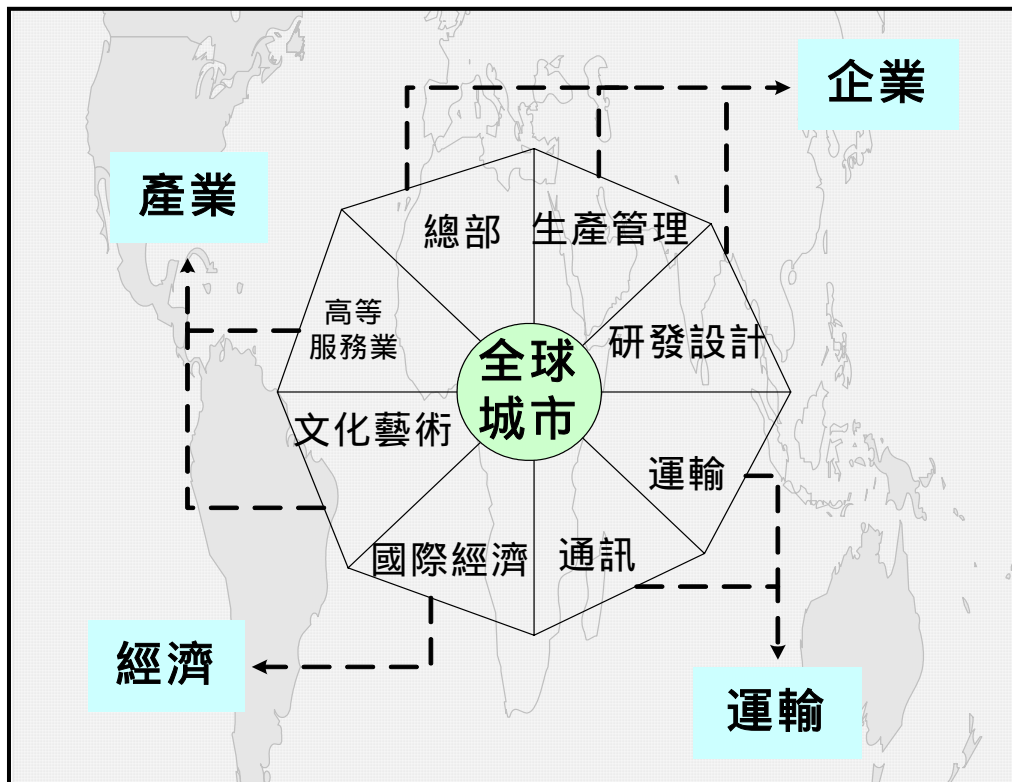 企業
產業
總部
生產管理
高等
服務業
研發設計
全球
城市
文化藝術
運輸
國際經濟
通訊
經濟
運輸